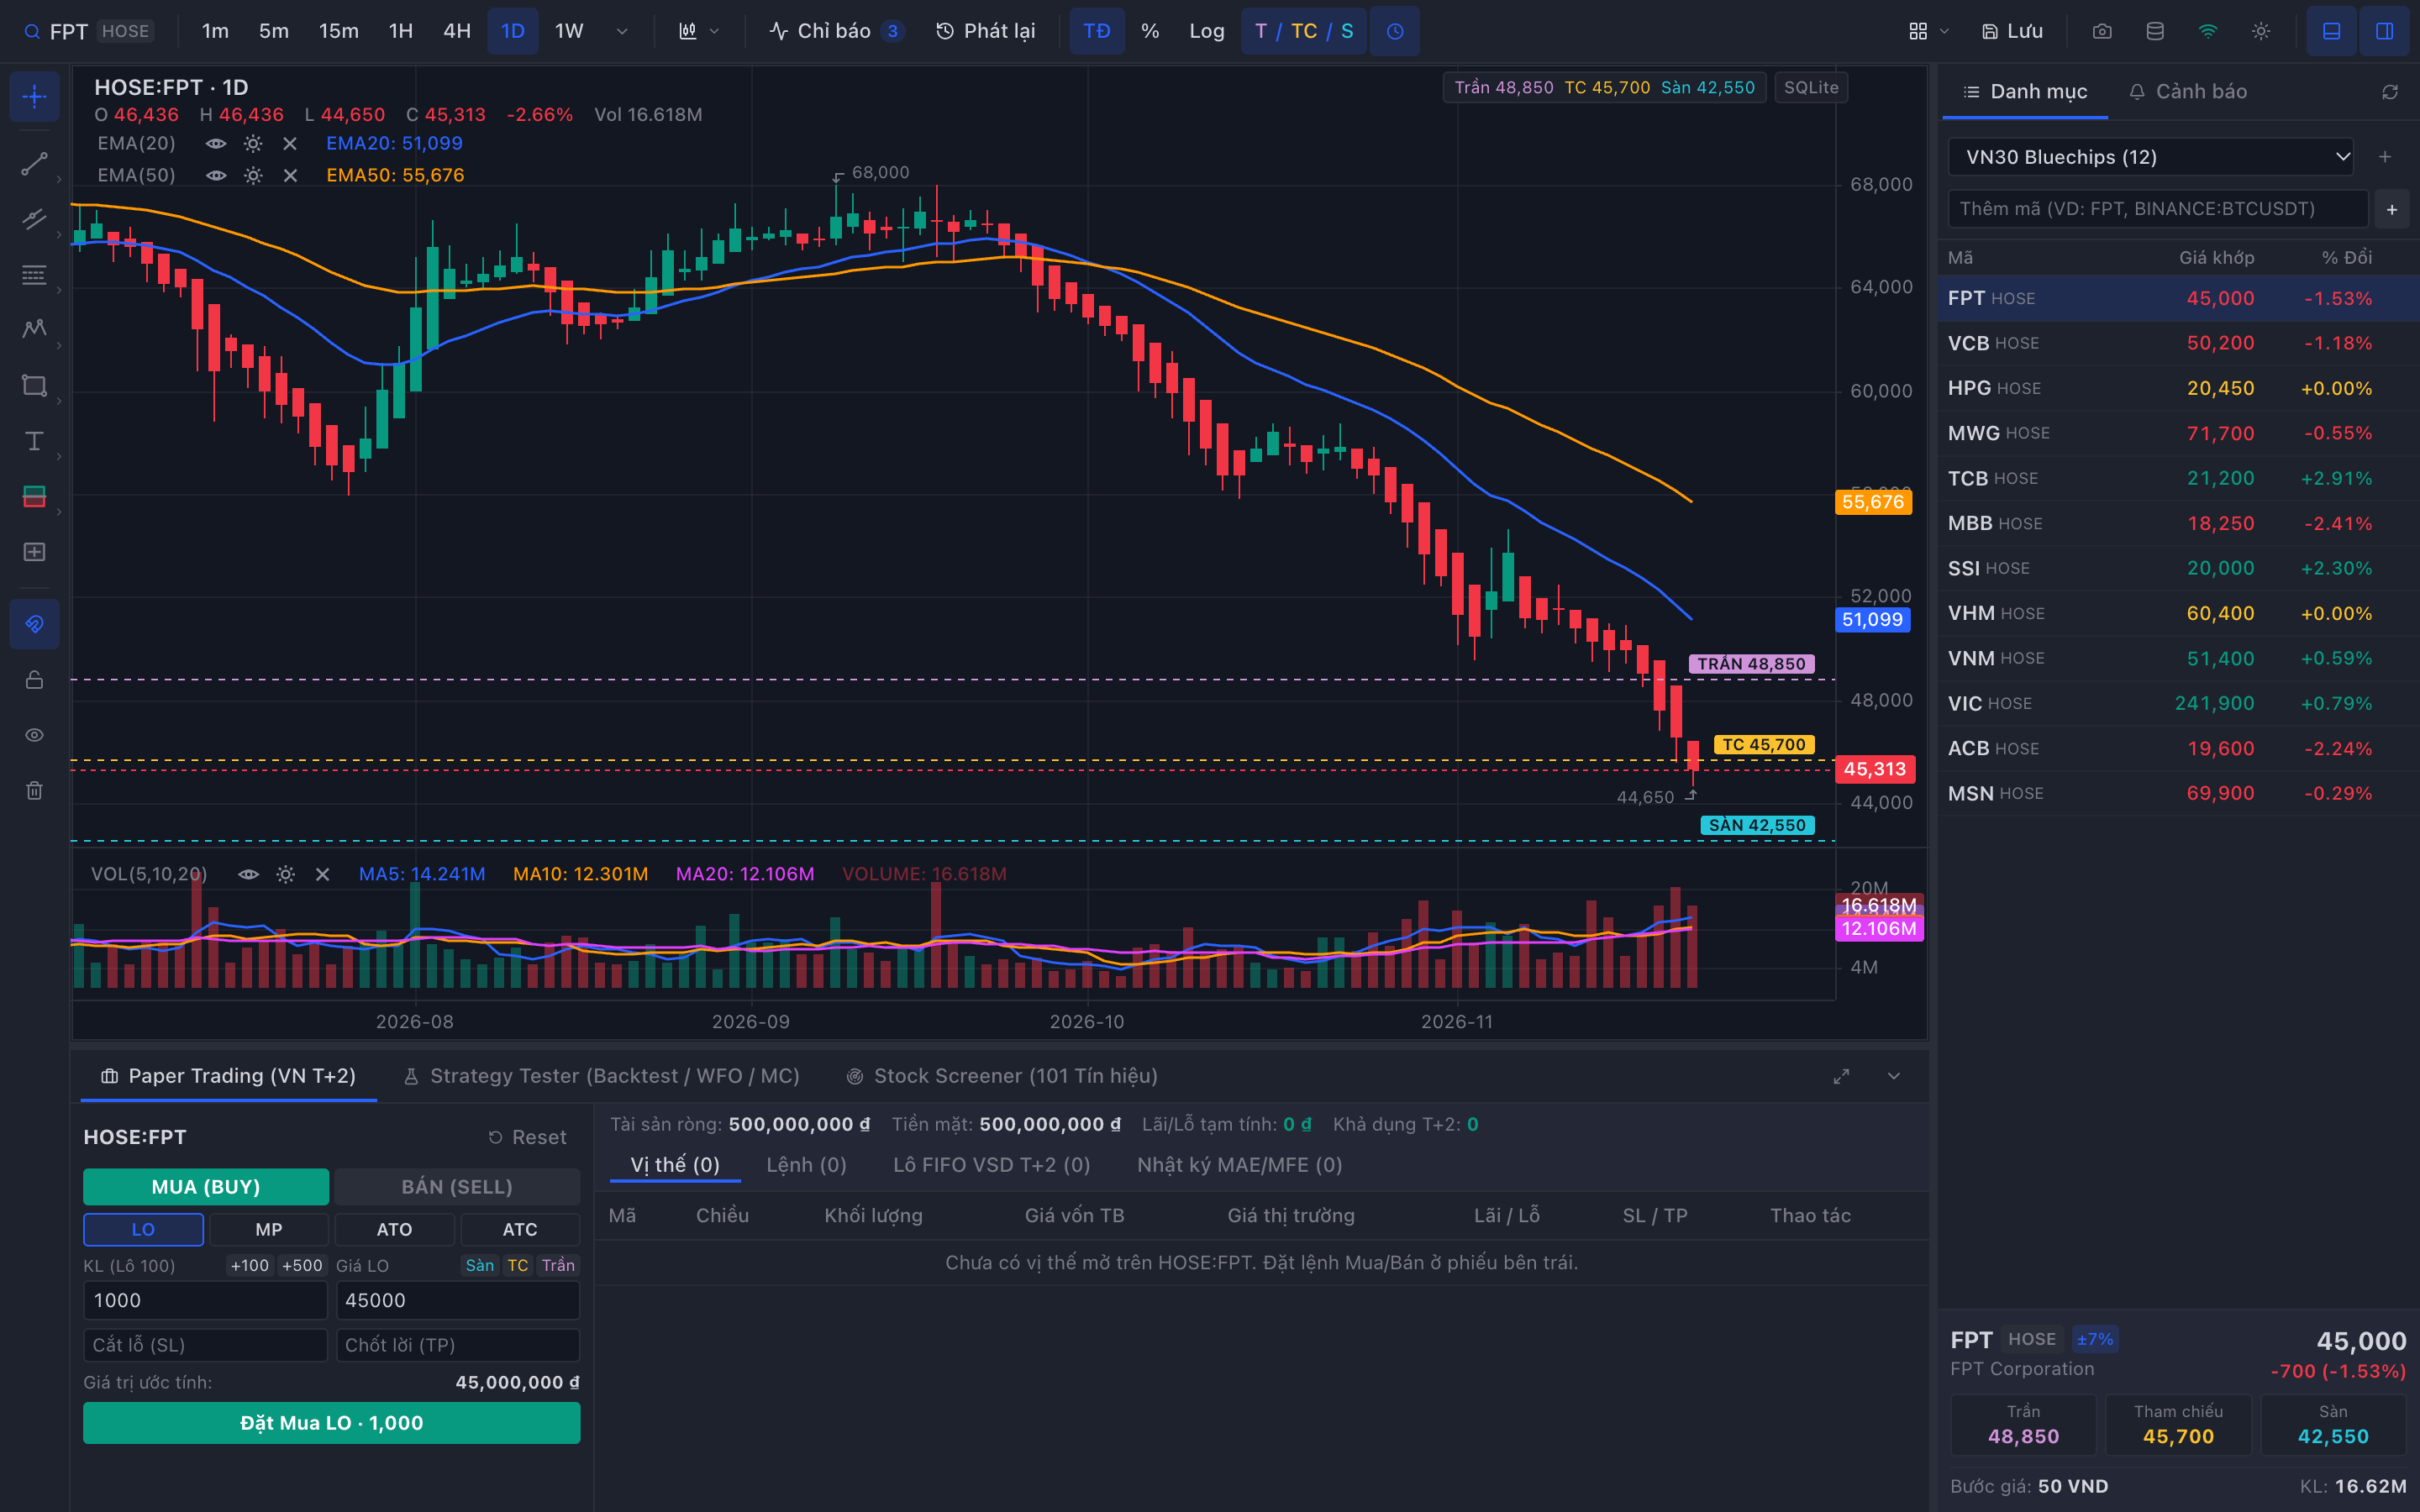 FPT HOSE 1m 5m 15m 1H 4H 1D 1W Chỉ báo 3 Phát lại TĐ % Log T / TC / S Lưu
HOSE:FPT · 1D
O 46,436 H 46,436 L 44,650 C 45,313 -2.66% Vol 16.618M
EMA(20) EMA20: 51,099
EMA(50) EMA50: 55,676
Trần 48,850 TC 45,700 Sàn 42,550 SQLite
68,000
68,000
64,000
60,000
55,676
52,000
51,099
TRẦN 48,850
48,000
TC 45,700
45,313
44,650
44,000
SÀN 42,550
VOL(5,10,20) MA5: 14.241M MA10: 12.301M MA20: 12.106M VOLUME: 16.618M
20M
16.618M
12.106M
4M
2026-08 2026-09 2026-10 2026-11
Paper Trading (VN T+2) Strategy Tester (Backtest / WFO / MC) Stock Screener (101 Tín hiệu)
HOSE:FPT Reset
MUA (BUY) BÁN (SELL)
LO MP ATO ATC
KL (Lô 100) +100 +500 Giá LO Sàn TC Trần
1000 45000
Cắt lỗ (SL) Chốt lời (TP)
Giá trị ước tính: 45,000,000 ₫
Đặt Mua LO · 1,000
Tài sản ròng: 500,000,000 ₫ Tiền mặt: 500,000,000 ₫ Lãi/Lỗ tạm tính: 0 ₫ Khả dụng T+2: 0
Vị thế (0) Lệnh (0) Lô FIFO VSD T+2 (0) Nhật ký MAE/MFE (0)
Mã Chiều Khối lượng Giá vốn TB Giá thị trường Lãi / Lỗ SL / TP Thao tác
Chưa có vị thế mở trên HOSE:FPT. Đặt lệnh Mua/Bán ở phiếu bên trái.
Danh mục Cảnh báo
VN30 Bluechips (12)
Thêm mã (VD: FPT, BINANCE:BTCUSDT) +
Mã Giá khớp % Đổi
FPT HOSE 45,000 -1.53%
VCB HOSE 50,200 -1.18%
HPG HOSE 20,450 +0.00%
MWG HOSE 71,700 -0.55%
TCB HOSE 21,200 +2.91%
MBB HOSE 18,250 -2.41%
SSI HOSE 20,000 +2.30%
VHM HOSE 60,400 +0.00%
VNM HOSE 51,400 +0.59%
VIC HOSE 241,900 +0.79%
ACB HOSE 19,600 -2.24%
MSN HOSE 69,900 -0.29%
FPT HOSE ±7% 45,000
FPT Corporation -700 (-1.53%)
Trần Tham chiếu Sàn
48,850 45,700 42,550
Bước giá: 50 VND KL: 16.62M